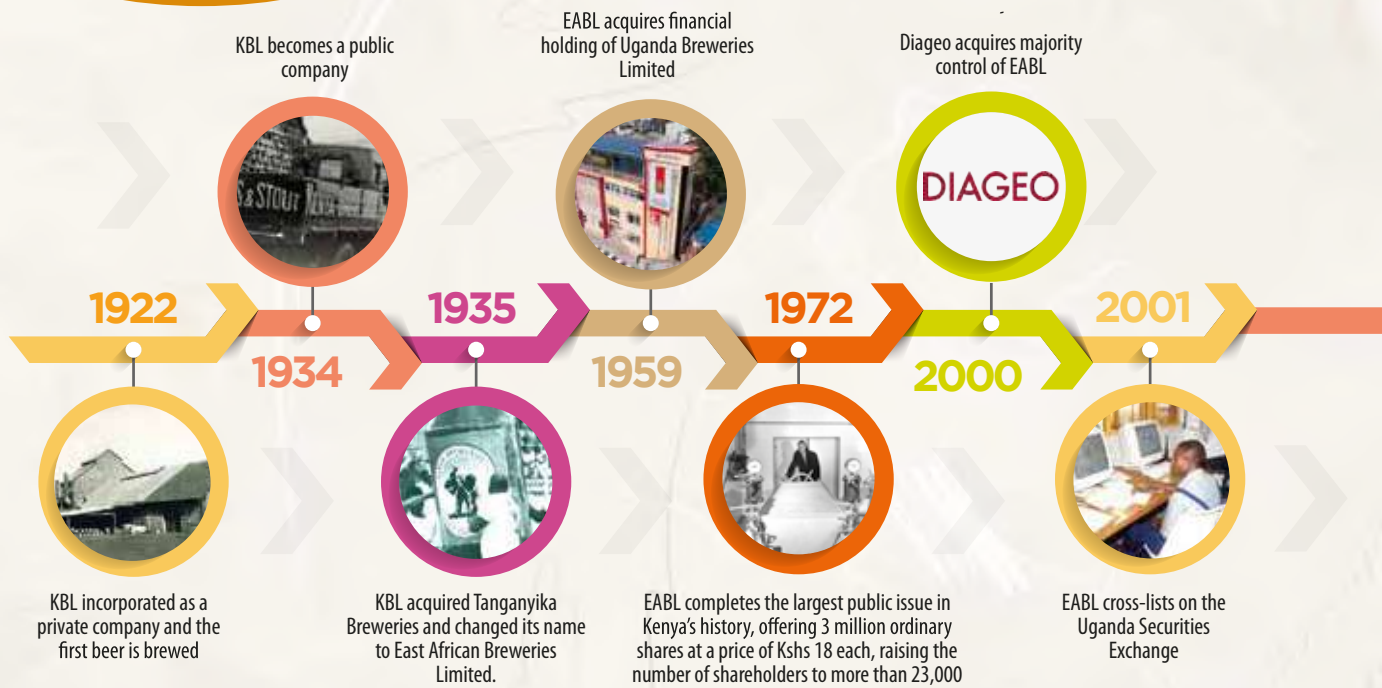 KBL becomes a public
company
EABL acquires financial
holding of Uganda Breweries
Limited
Diageo acquires majority
control of EABL
S & STOUT
DIAGEO
1922
1934
1935
1959
1972
2000
2001
KBL incorporated as a
private company and the
first beer is brewed
KBL acquired Tanganyika
Breweries and changed its name
to East African Breweries
Limited.
EABL completes the largest public issue in
Kenya's history, offering 3 million ordinary
shares at a price of Kshs 18 each, raising the
number of shareholders to more than 23,000
EABL cross-lists on the
Uganda Securities
Exchange